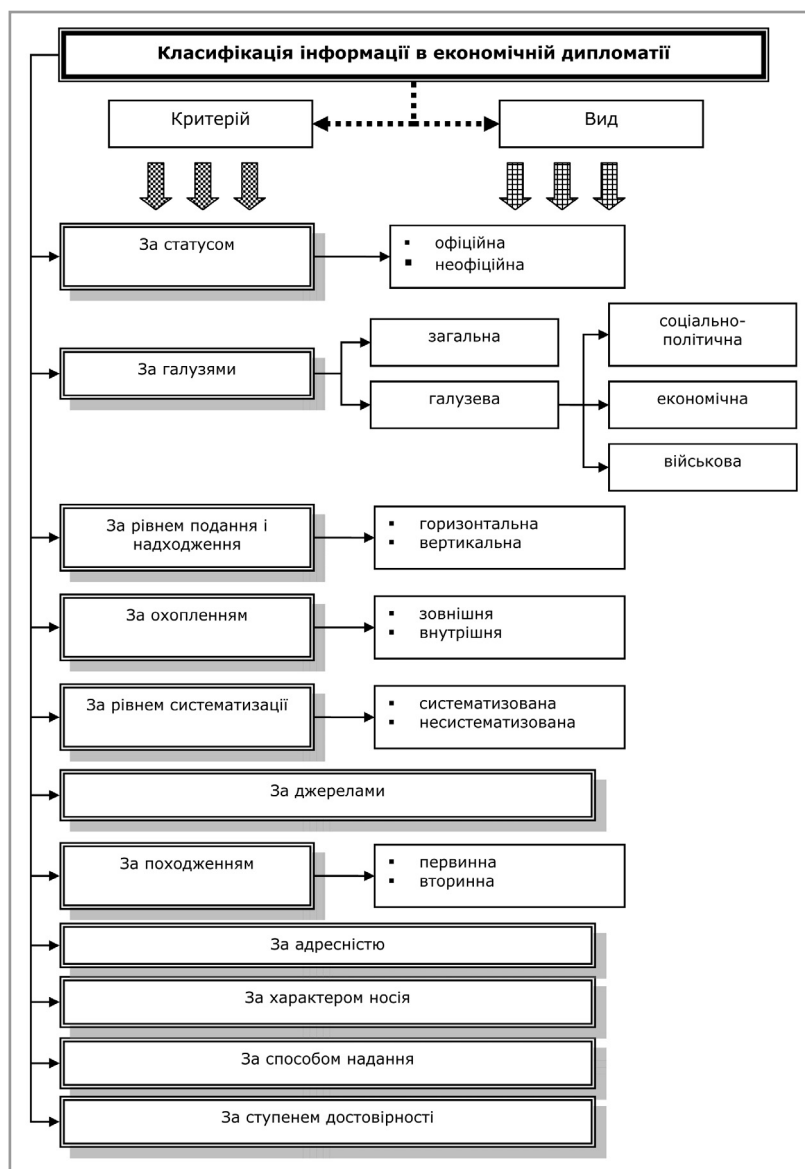 Класифікація інформації в економічній дипломатії
Критерій
Вид
За статусом
▪ офіційна
▪ неофіційна
За галузями
загальна
галузева
соціально-
політична
економічна
військова
За рівнем подання і
надходження
▪ горизонтальна
▪ вертикальна
За охопленням
▪ зовнішня
▪ внутрішня
За рівнем систематизації
▪ систематизована
▪ несистематизована
За джерелами
За походженням
▪ первинна
▪ вторинна
За адресністю
За характером носія
За способом надання
За ступенем достовірності